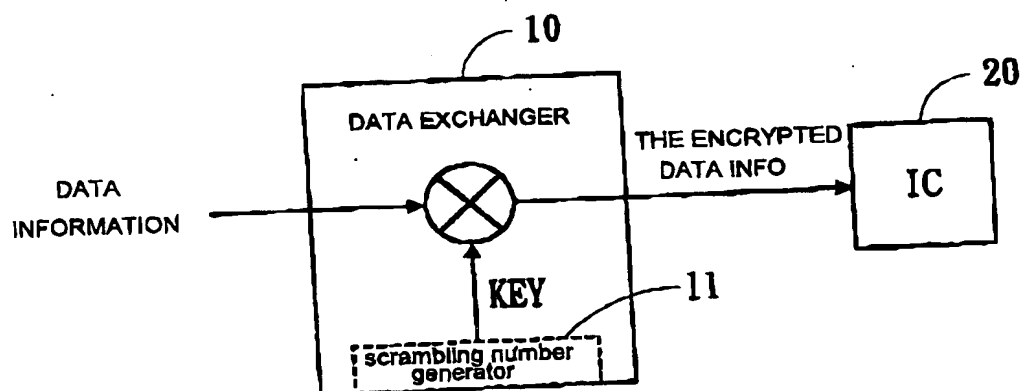 10
20
DATA EXCHANGER
THE ENCRYPTED
DATA INFO
IC
DATA
INFORMATION
KEY
11
scrambling number
generator